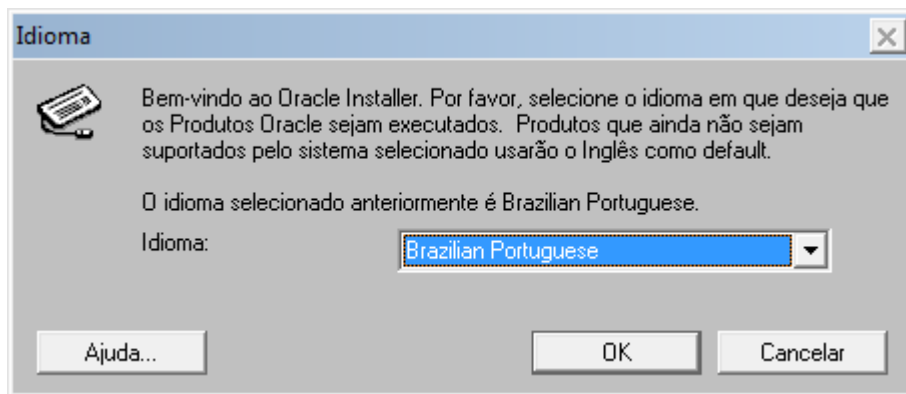 Idioma
Bem-vindo ao Oracle Installer. Por favor, selecione o idioma em que deseja que
os Produtos Oracle sejam executados.  Produtos que ainda não sejam
suportados pelo sistema selecionado usarão o Inglês como default.
O idioma selecionado anteriormente é Brazilian Portuguese.
Idioma: Brazilian Portuguese
Ajuda... OK Cancelar